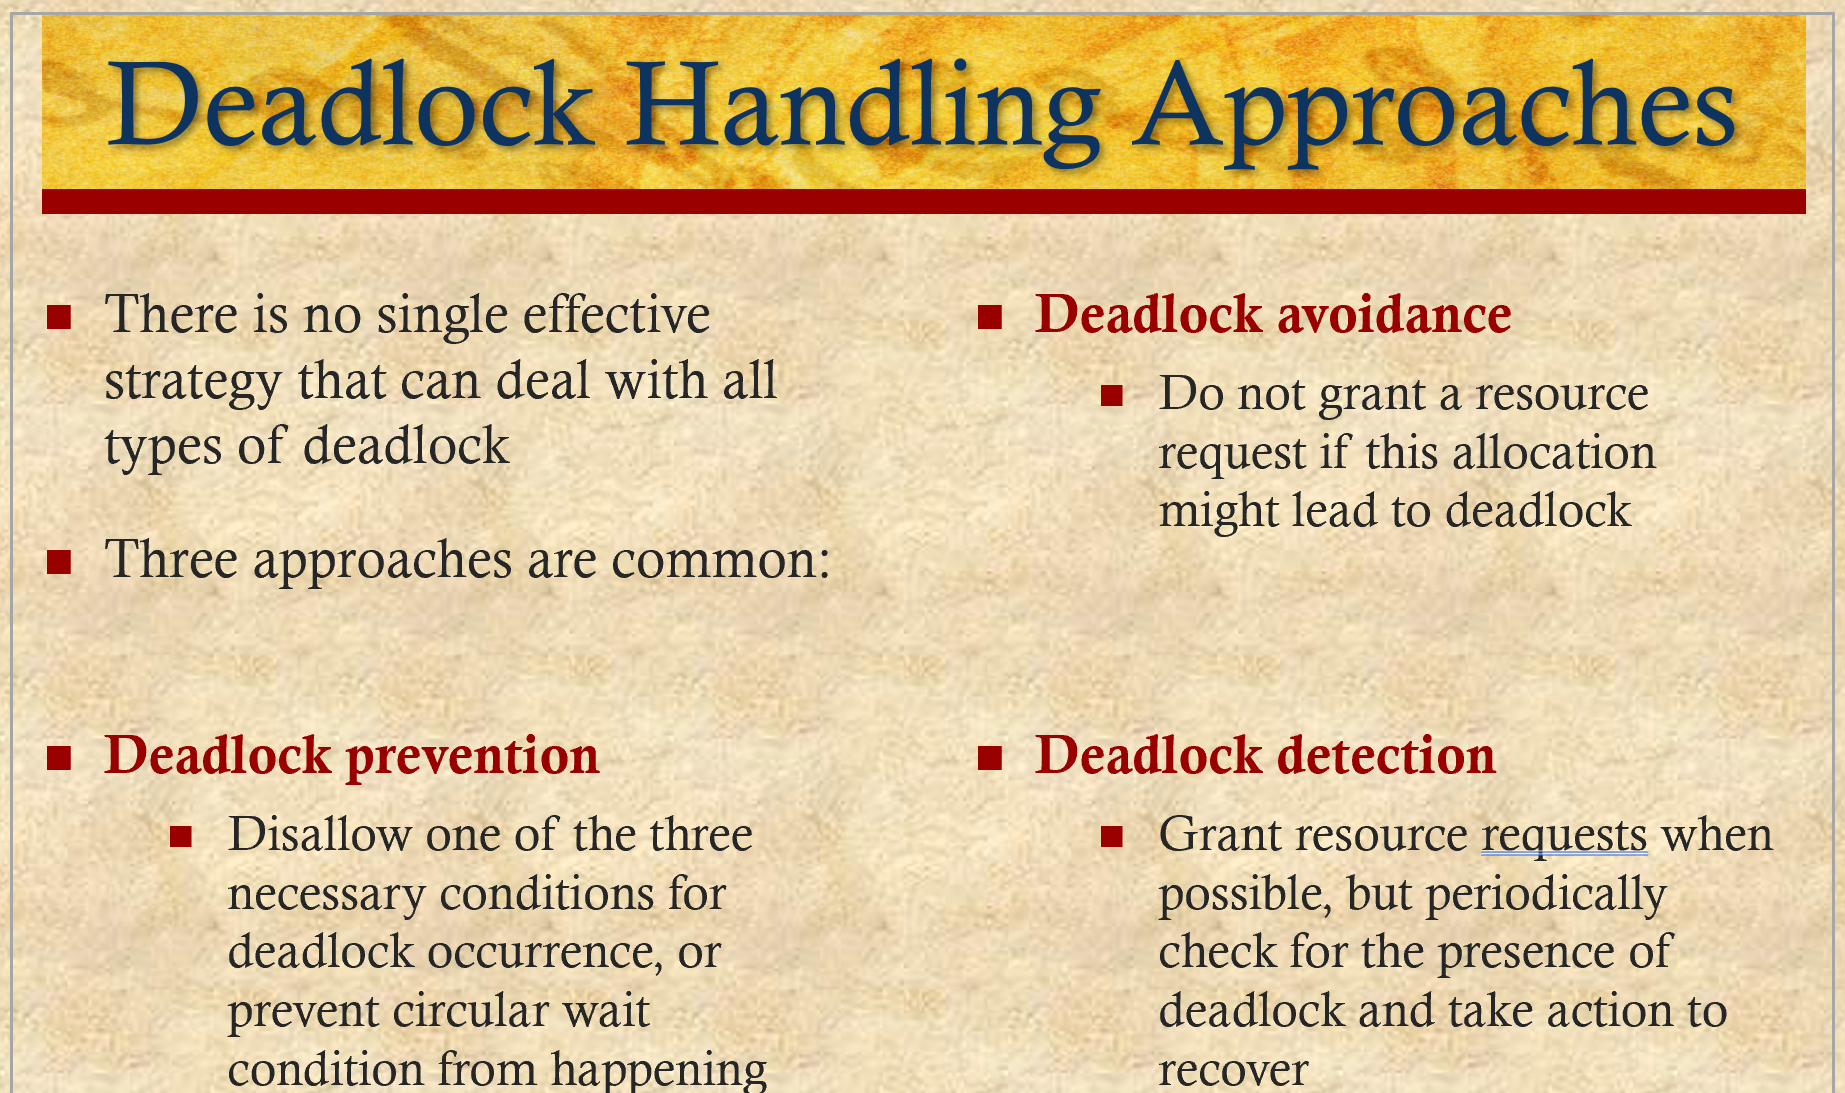 Deadlock Handling Approaches
There is no single effective
strategy that can deal with all
types of deadlock
Three approaches are common:
Deadlock prevention
Disallow one of the three
necessary conditions for
deadlock occurrence, or
prevent circular wait
condition from happening
Deadlock avoidance
Do not grant a resource
request if this allocation
might lead to deadlock
Deadlock detection
Grant resource requests when
possible, but periodically
check for the presence of
deadlock and take action to
recover